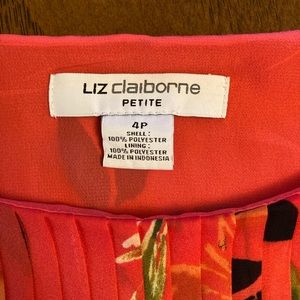 LIZ claiborne
PETITE
4P
SHELL:
100% POLYESTER
LINING:
100% POLYESTER
MADE IN INDONESIA